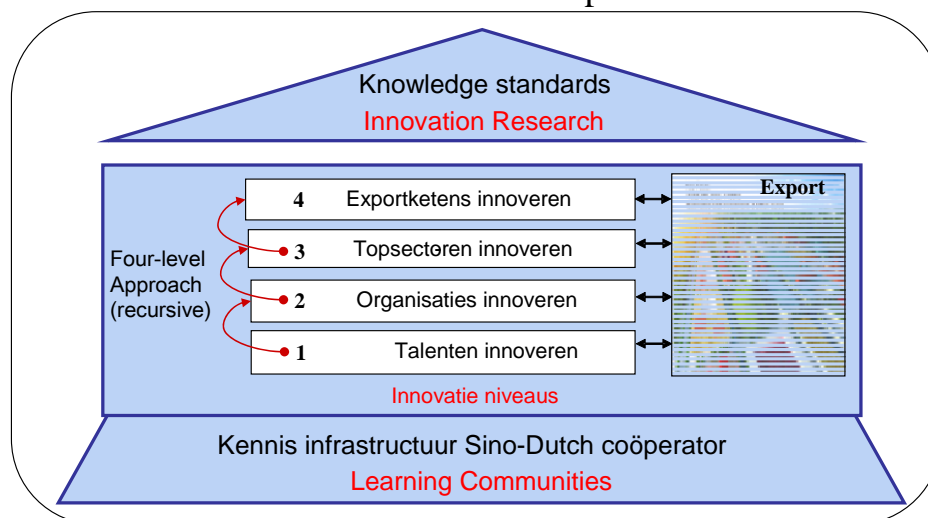 Knowledge standards
Innovation Research
Export
4 Exportketens innoveren
3 Topsectoren innoveren
Four-level
Approach
(recursive)
2 Organisaties innoveren
1 Talenten innoveren
Innovatie niveaus
Kennis infrastructuur Sino-Dutch coöperator
Learning Communities